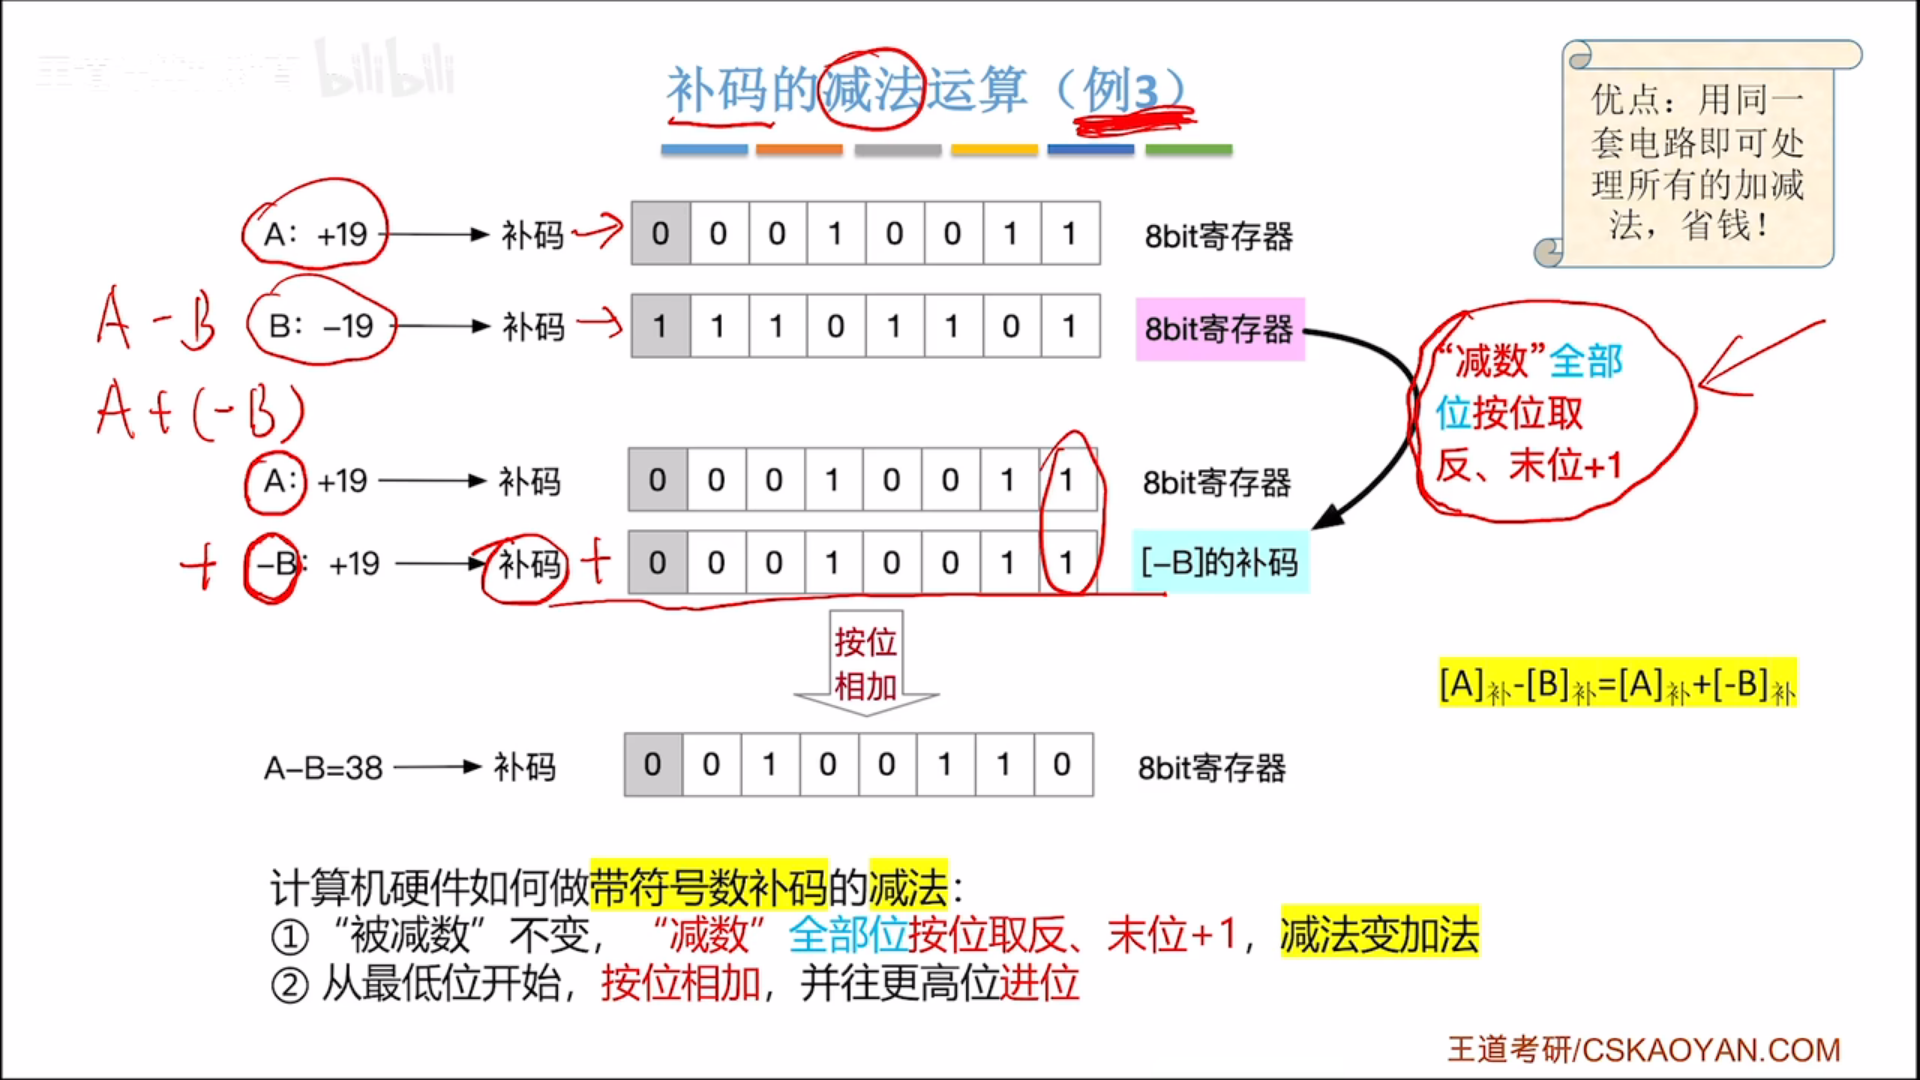 bilibili
补码的减法运算（例3）
优点：用同一
套电路即可处
理所有的加减
法，省钱！
A：+19 补码 0 0 0 1 0 0 1 1 8bit寄存器
A-B
B：-19 补码 1 1 1 0 1 1 0 1 8bit寄存器
“减数”全部
位按位取
反、末位+1
A+(-B)
A：+19 补码 0 0 0 1 0 0 1 1 8bit寄存器
+ -B：+19 补码 + 0 0 0 1 0 0 1 1 [-B]的补码
按位
相加
[A]补-[B]补=[A]补+[-B]补
A-B=38 补码 0 0 1 0 0 1 1 0 8bit寄存器
计算机硬件如何做带符号数补码的减法：
① “被减数”不变，“减数”全部位按位取反、末位+1，减法变加法
② 从最低位开始，按位相加，并往更高位进位
王道考研/CSKAOYAN.COM